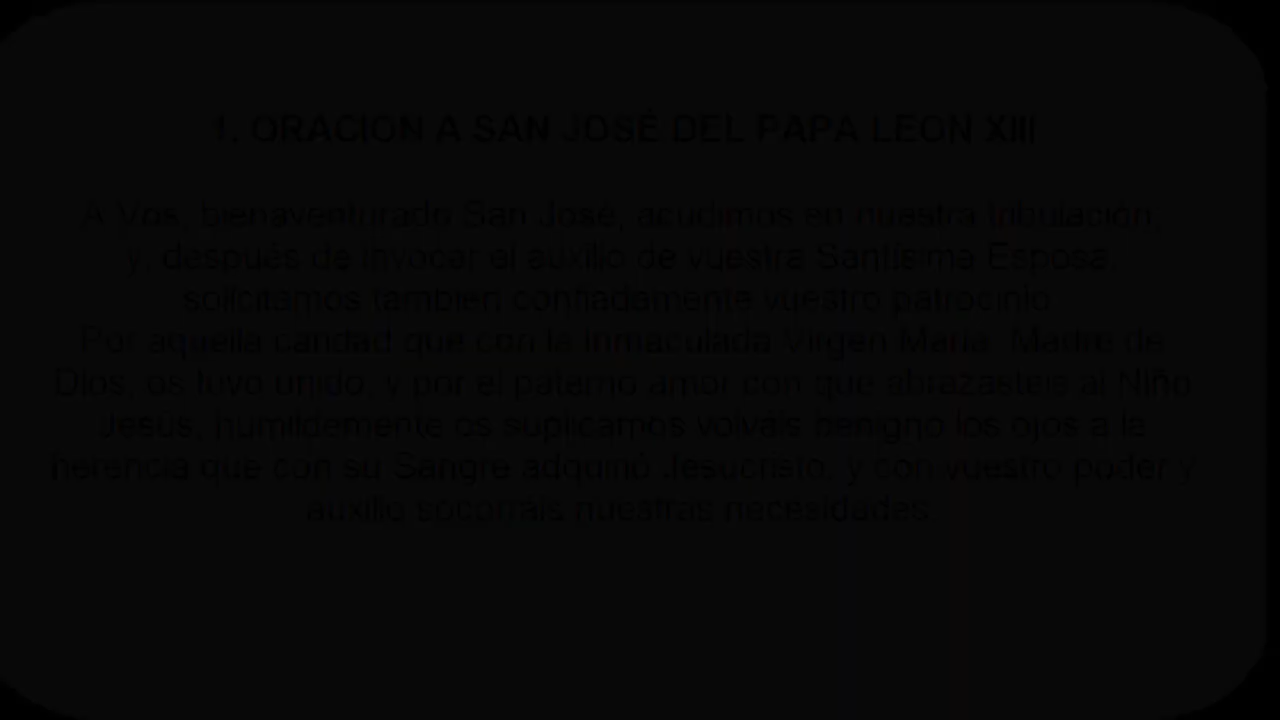 1. ORACION A SAN JOSÉ DEL PAPA LEON XIII
A Vos, bienaventurado San José, acudimos en nuestra tribulación,
y, después de invocar el auxilio de vuestra Santísima Esposa,
solicitamos también confiadamente vuestro patrocinio.
Por aquella caridad que con la Inmaculada Virgen María, Madre de
Dios, os tuvo unido, y por el paterno amor con que abrazasteis al Niño
Jesús, humildemente os suplicamos volváis benigno los ojos a la
herencia que con su Sangre adquirió Jesucristo, y con vuestro poder y
auxilio socorráis nuestras necesidades.